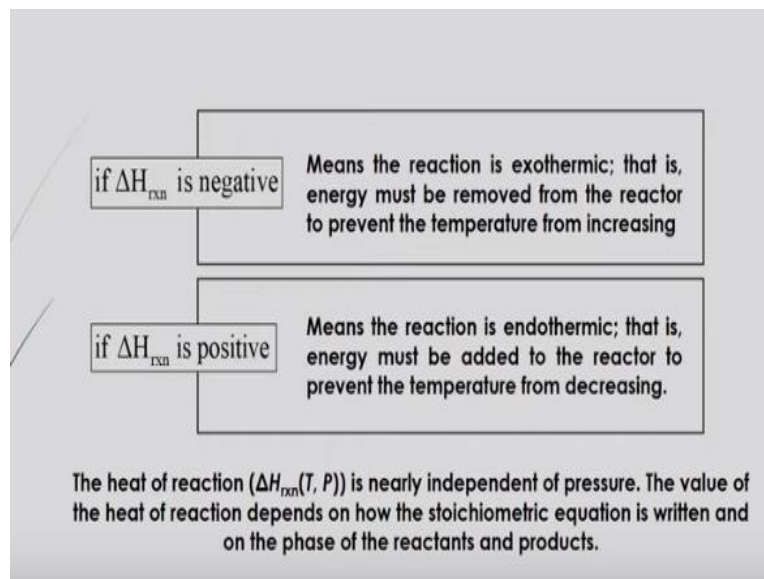 if ΔHrxn is negative
Means the reaction is exothermic; that is,
energy must be removed from the reactor
to prevent the temperature from increasing
if ΔHrxn is positive
Means the reaction is endothermic; that is,
energy must be added to the reactor to
prevent the temperature from decreasing.
The heat of reaction (ΔHrxn(T, P)) is nearly independent of pressure. The value of
the heat of reaction depends on how the stoichiometric equation is written and
on the phase of the reactants and products.